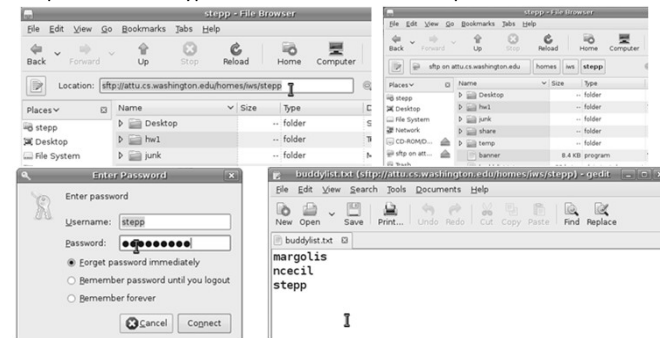 stepp - File Browser
File Edit View Go Bookmarks Tabs Help
Back Forward Up Stop Reload Home Computer
Location: sftp://attu.cs.washington.edu/homes/iws/stepp
Places Name Size Type
stepp Desktop -- folder
Desktop hw1 -- folder
File System junk -- folder
stepp - File Browser
File Edit View Go Bookmarks Tabs Help
Back Forward Up Stop Reload Home Computer
sftp on attu.cs.washington.edu homes iws stepp
Places Name Size Type
stepp Desktop -- folder
Desktop hw1 -- folder
File System junk -- folder
Network share -- folder
CD-ROM/D... temp -- folder
sftp on att... banner 8.4 KB program
Trash
Enter Password
Enter password
Username: stepp
Password:
Forget password immediately
Remember password until you logout
Remember forever
Cancel Connect
buddylist.txt (sftp://attu.cs.washington.edu/homes/iws/stepp) - gedit
File Edit View Search Tools Documents Help
New Open Save Print... Undo Redo Cut Copy Paste Find Replace
buddylist.txt
margolis
ncecil
stepp